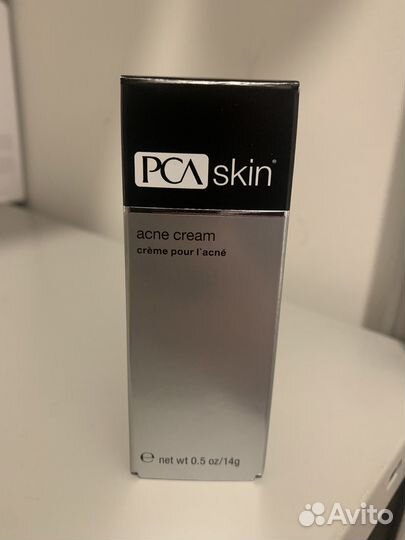 PCA skin®
acne cream
crème pour l'acné
℮ net wt 0.5 oz/14g
Avito